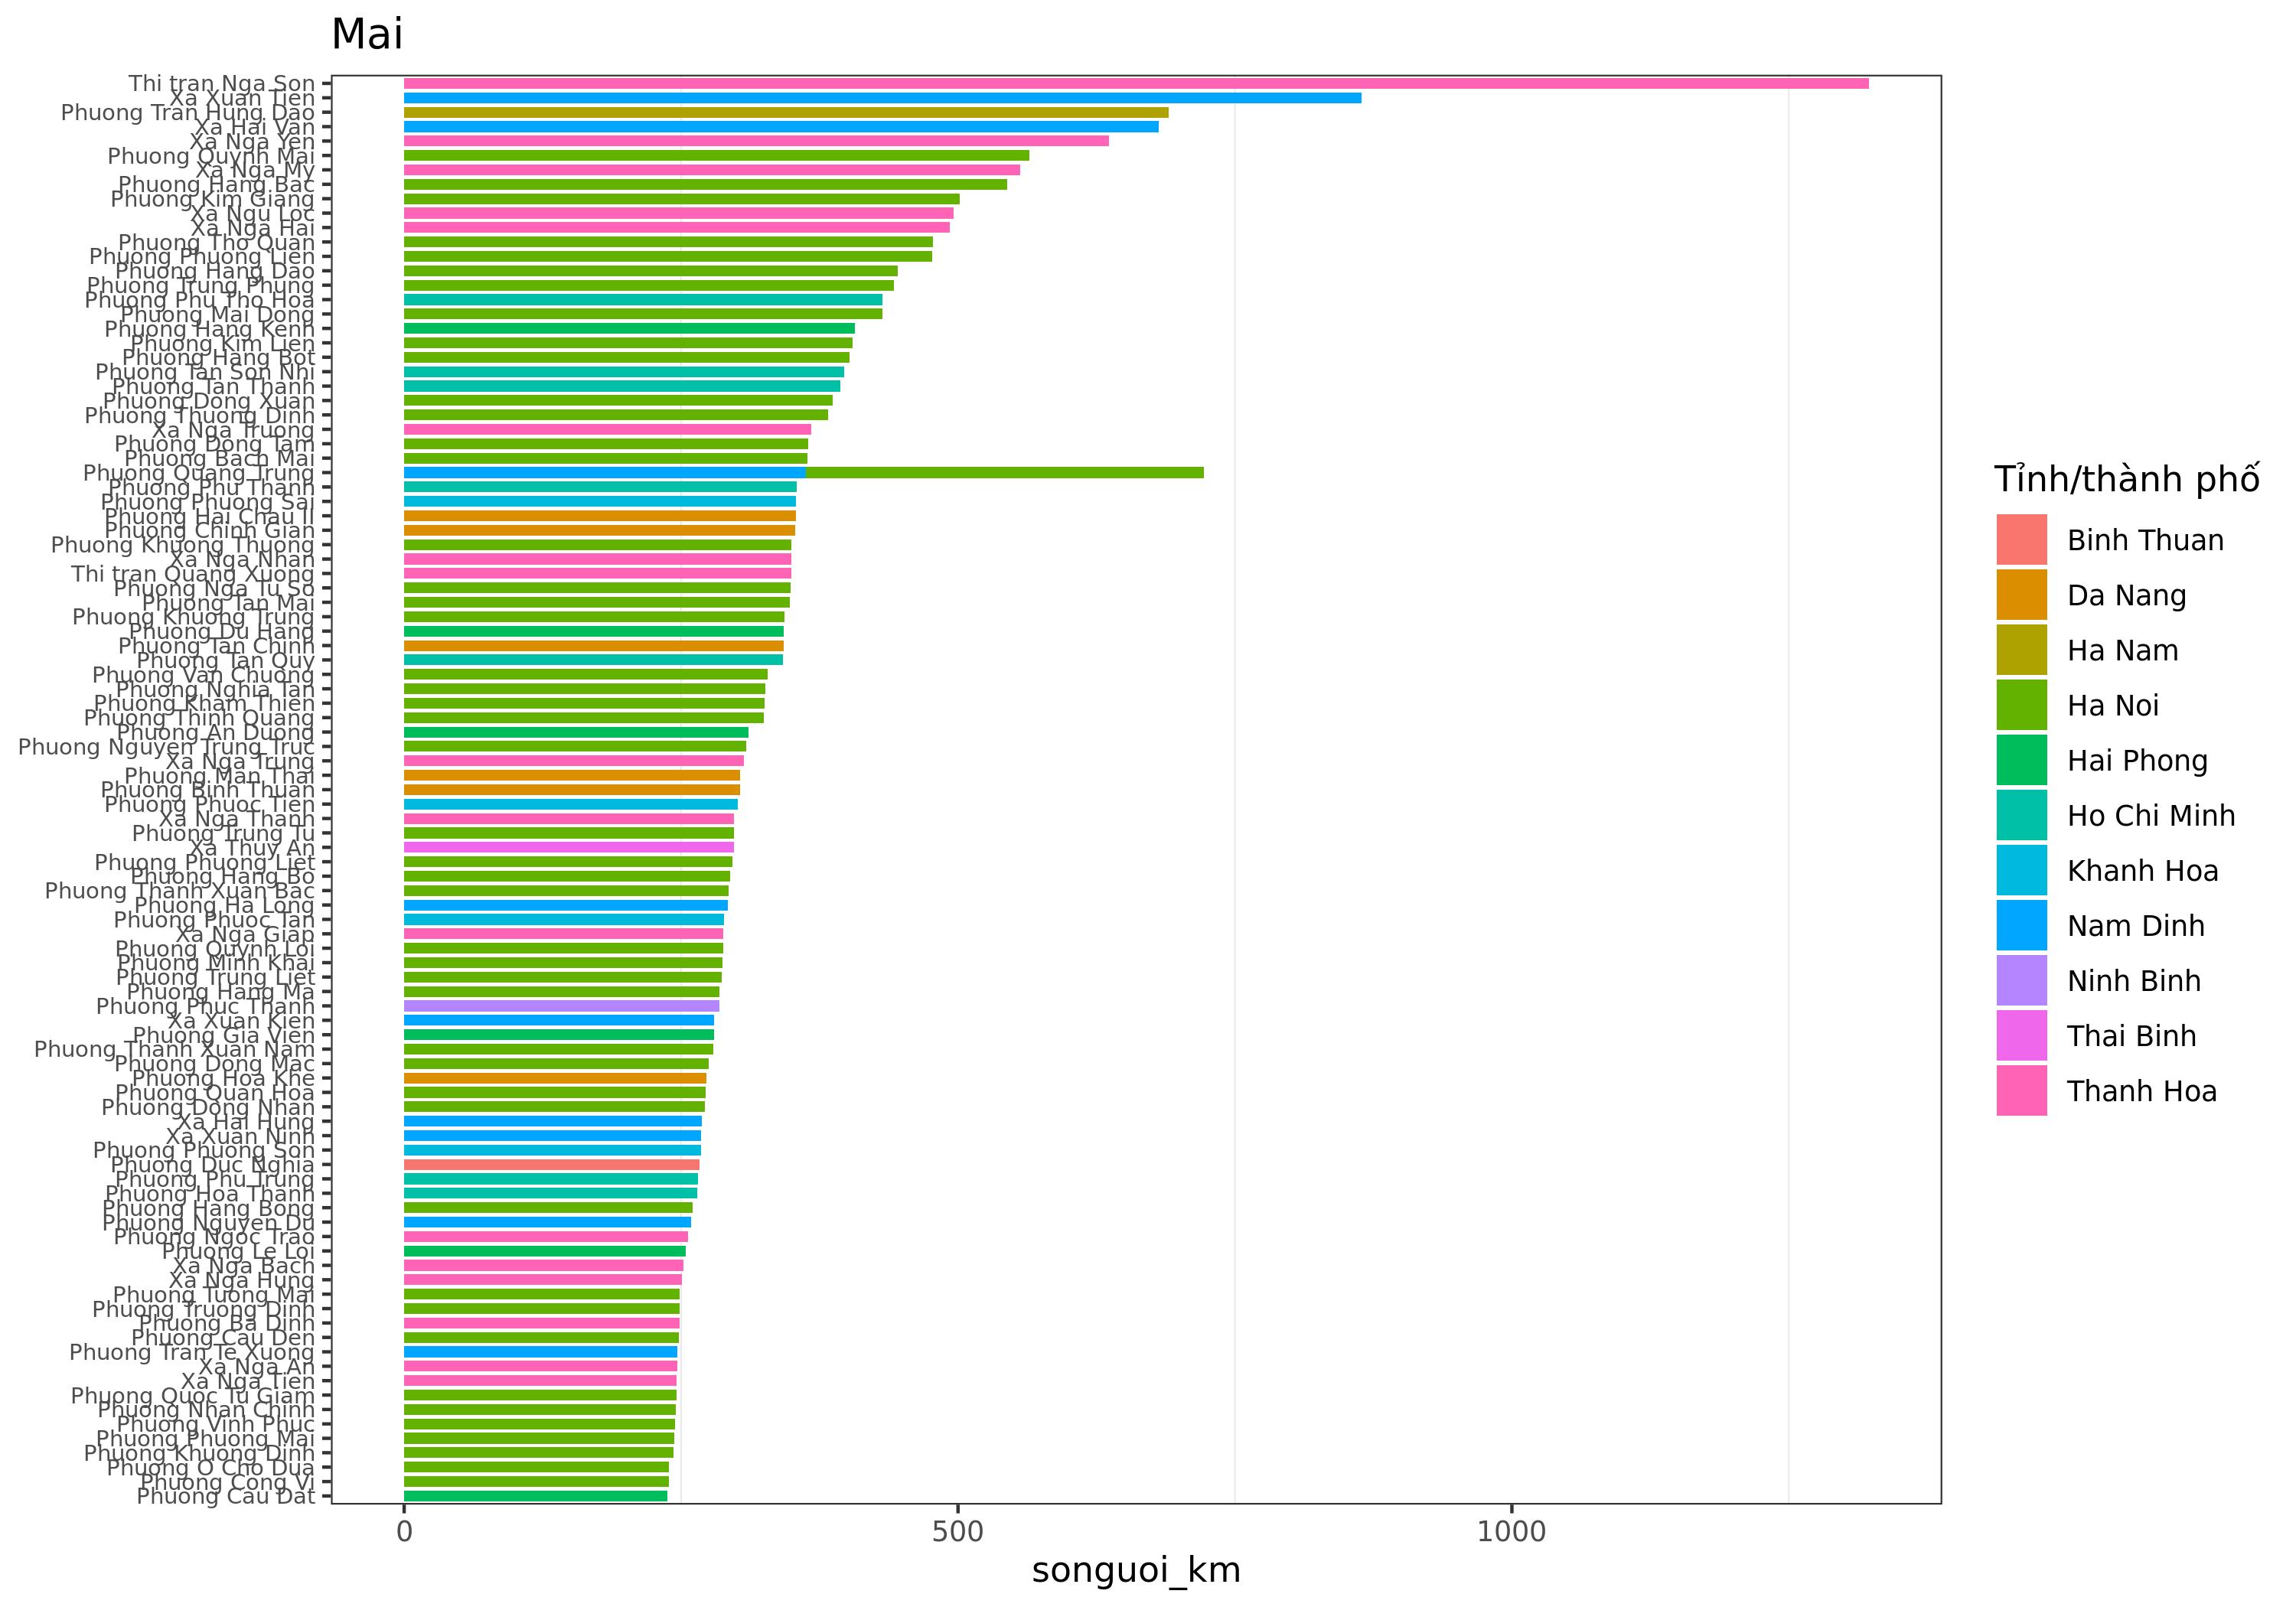 Mai
Thi tran Nga Son
Xa Xuan Tien
Phuong Tran Hung Dao
Xa Hai Van
Xa Nga Yen
Phuong Quynh Mai
Xa Nga My
Phuong Hang Bac
Phuong Kim Giang
Xa Ngu Loc
Xa Nga Hai
Phuong Tho Quan
Phuong Phuong Lien
Phuong Hang Dao
Phuong Trung Phung
Phuong Phu Tho Hoa
Phuong Mai Dong
Phuong Hang Kenh
Phuong Kim Lien
Phuong Hang Bot
Phuong Tan Son Nhi
Phuong Tan Thanh
Phuong Dong Xuan
Phuong Thuong Dinh
Xa Nga Truong
Phuong Dong Tam
Phuong Bach Mai
Phuong Quang Trung
Phuong Phu Thanh
Phuong Phuong Sai
Phuong Hai Chau II
Phuong Chinh Gian
Phuong Khuong Thuong
Xa Nga Nhan
Thi tran Quang Xuong
Phuong Nga Tu So
Phuong Tan Mai
Phuong Khuong Trung
Phuong Du Hang
Phuong Tan Chinh
Phuong Tan Quy
Phuong Van Chuong
Phuong Nghia Tan
Phuong Kham Thien
Phuong Thinh Quang
Phuong An Duong
Phuong Nguyen Trung Truc
Xa Nga Trung
Phuong Man Thai
Phuong Binh Thuan
Phuong Phuoc Tien
Xa Nga Thanh
Phuong Trung Tu
Xa Thuy An
Phuong Phuong Liet
Phuong Hang Bo
Phuong Thanh Xuan Bac
Phuong Ha Long
Phuong Phuoc Tan
Xa Nga Giap
Phuong Quynh Loi
Phuong Minh Khai
Phuong Trung Liet
Phuong Hang Ma
Phuong Phuc Thanh
Xa Xuan Kien
Phuong Gia Vien
Phuong Thanh Xuan Nam
Phuong Dong Mac
Phuong Hoa Khe
Phuong Quan Hoa
Phuong Dong Nhan
Xa Hai Hung
Xa Xuan Ninh
Phuong Phuong Son
Phuong Duc Nghia
Phuong Phu Trung
Phuong Hoa Thanh
Phuong Hang Bong
Phuong Nguyen Du
Phuong Ngoc Trao
Phuong Le Loi
Xa Nga Bach
Xa Nga Hung
Phuong Tuong Mai
Phuong Truong Dinh
Phuong Ba Dinh
Phuong Cau Den
Phuong Tran Te Xuong
Xa Nga An
Xa Nga Tien
Phuong Quoc Tu Giam
Phuong Nhan Chinh
Phuong Vinh Phuc
Phuong Phuong Mai
Phuong Khuong Dinh
Phuong O Cho Dua
Phuong Cong Vi
Phuong Cau Dat
0 500 1000
songuoi_km
Tỉnh/thành phố
Binh Thuan
Da Nang
Ha Nam
Ha Noi
Hai Phong
Ho Chi Minh
Khanh Hoa
Nam Dinh
Ninh Binh
Thai Binh
Thanh Hoa